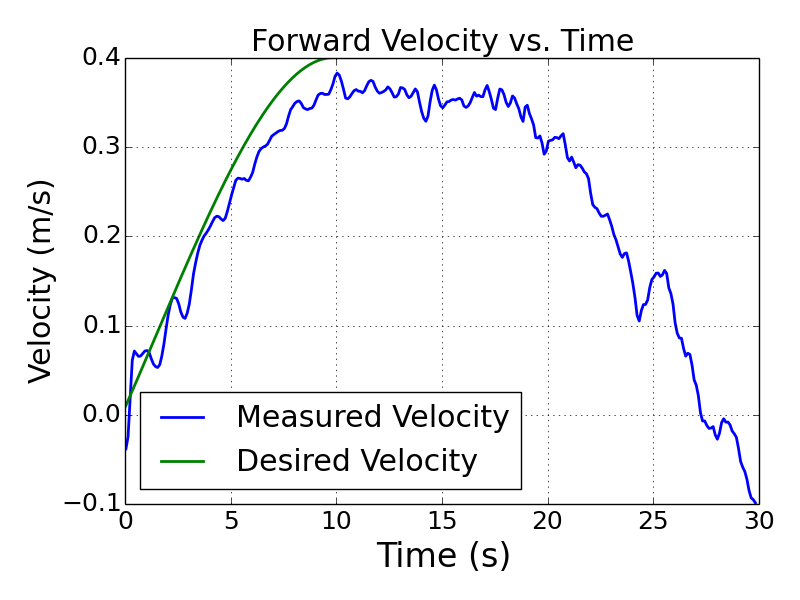 Forward Velocity vs. Time
Velocity (m/s)
0.4
0.3
0.2
0.1
0.0
−0.1
Measured Velocity
Desired Velocity
0 5 10 15 20 25 30
Time (s)